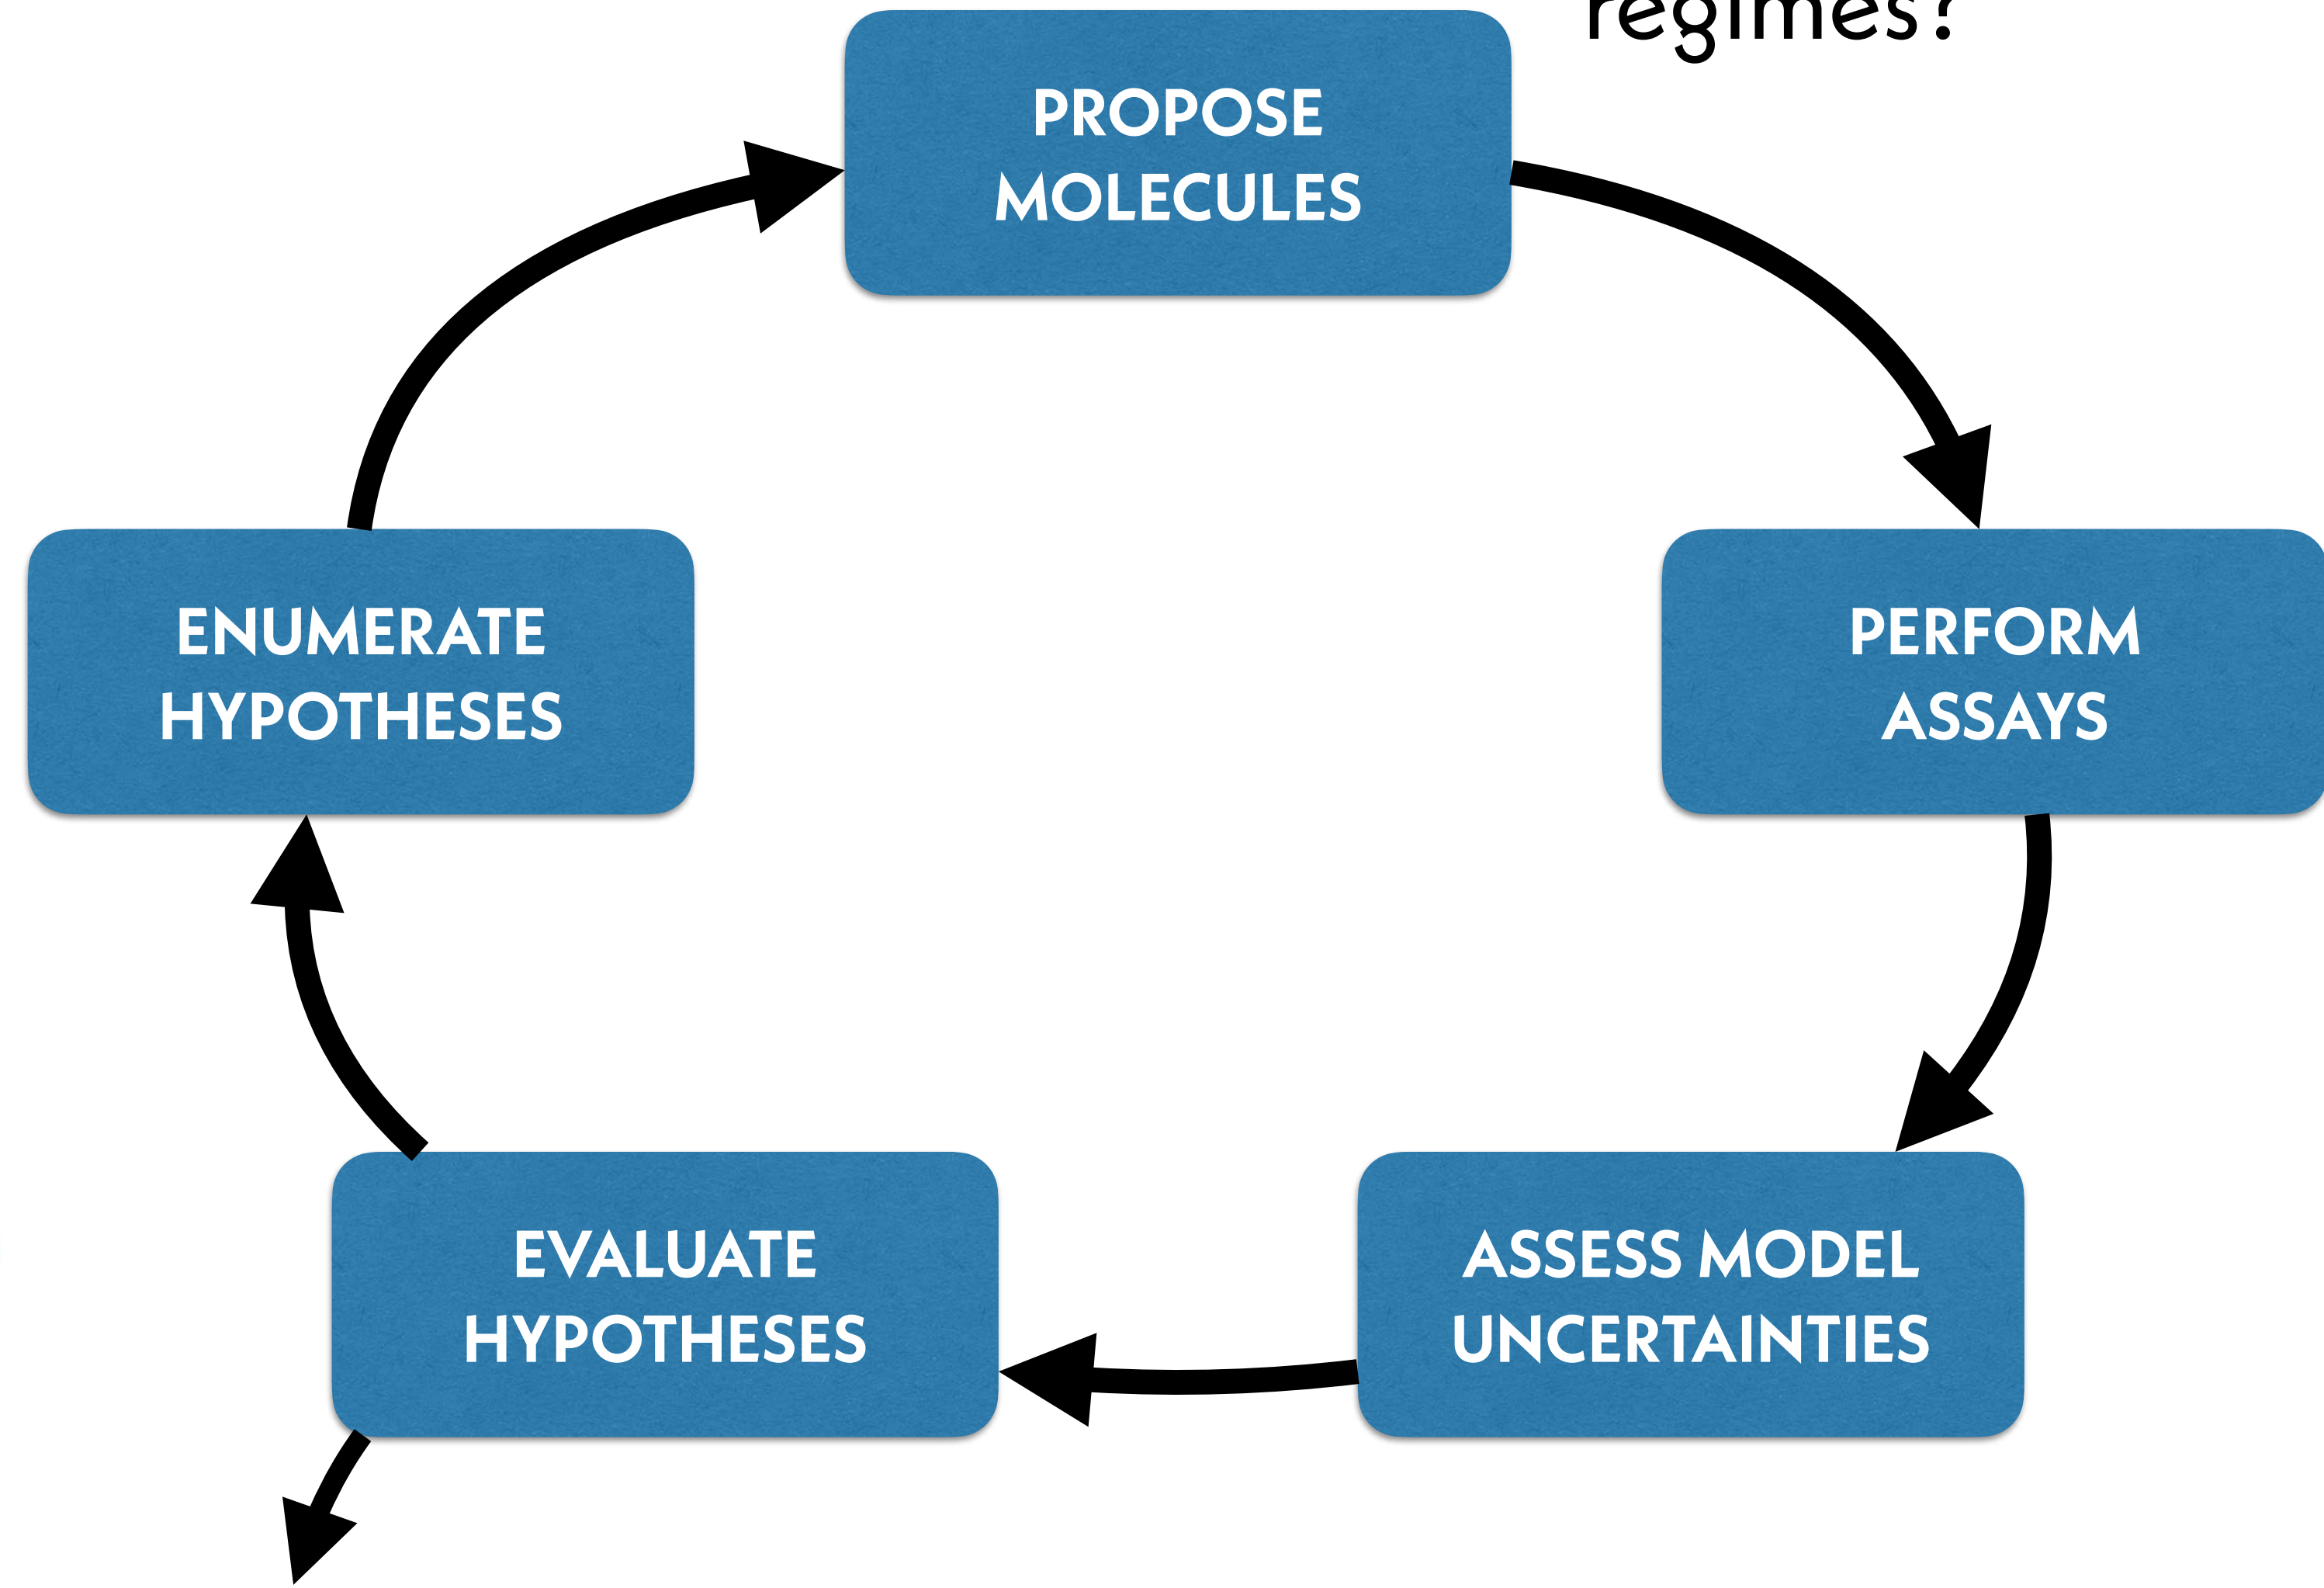 regimes?
PROPOSE
MOLECULES
ENUMERATE
HYPOTHESES
PERFORM
ASSAYS
EVALUATE
HYPOTHESES
ASSESS MODEL
UNCERTAINTIES